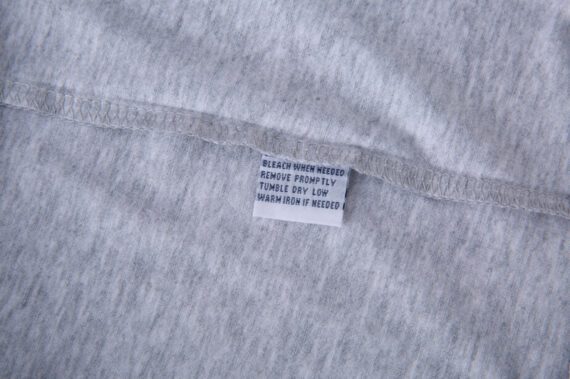 BLEACH WHEN NEEDED
REMOVE PROMPTLY
TUMBLE DRY LOW
WARM IRON IF NEEDED